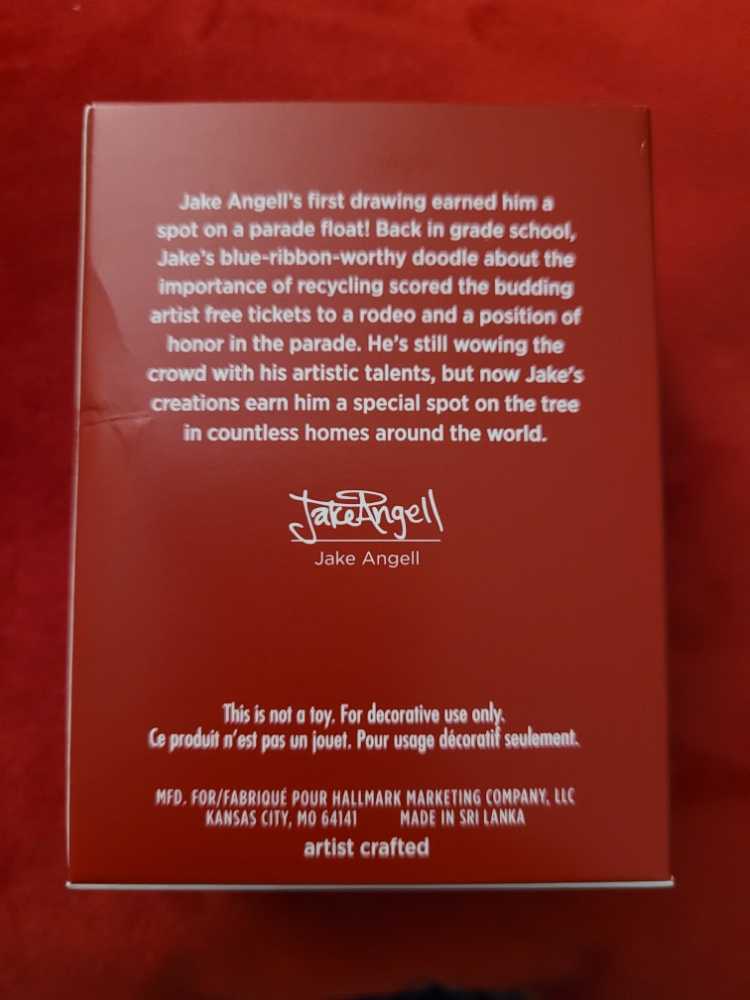 Jake Angell's first drawing earned him a
spot on a parade float! Back in grade school,
Jake's blue-ribbon-worthy doodle about the
importance of recycling scored the budding
artist free tickets to a rodeo and a position of
honor in the parade. He's still wowing the
crowd with his artistic talents, but now Jake's
creations earn him a special spot on the tree
in countless homes around the world.
Jake Angell
Jake Angell
This is not a toy. For decorative use only.
Ce produit n'est pas un jouet. Pour usage décoratif seulement.
MFD. FOR/FABRIQUÉ POUR HALLMARK MARKETING COMPANY, LLC
KANSAS CITY, MO 64141 MADE IN SRI LANKA
artist crafted